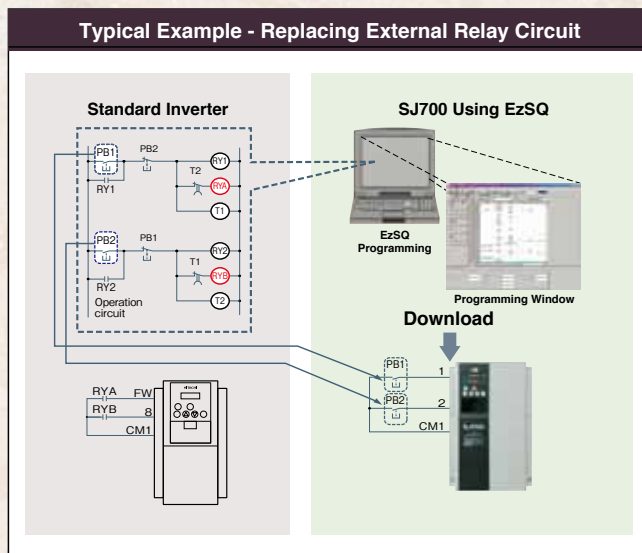 Typical Example - Replacing External Relay Circuit
Standard Inverter
PB1
PB2
RY1
T2
RYA
RY1
T1
PB2
PB1
RY2
T1
RYB
RY2
T2
Operation
circuit
RYA
FW
RYB
8
CM1
HITACHI
SJ700 Using EzSQ
EzSQ
Programming
Programming Window
Download
PB1
1
PB2
2
CM1